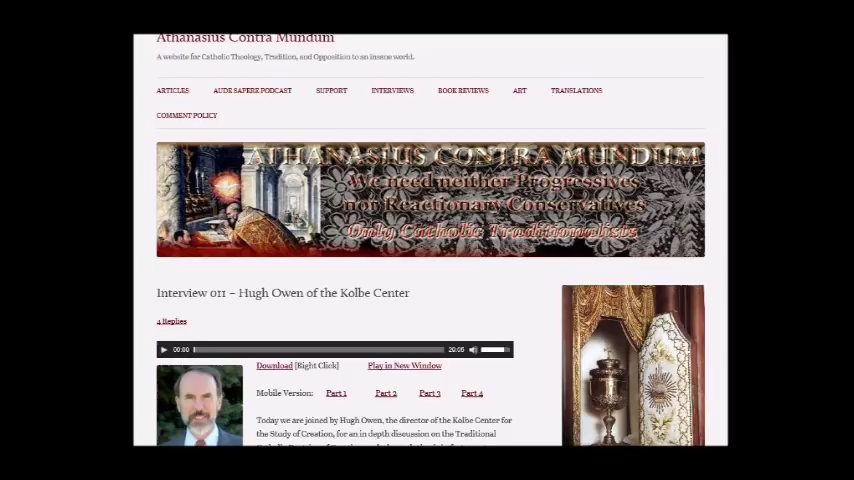 Athanasius Contra Mundum
A website for Catholic Theology, Tradition, and Opposition to an insane world.
ARTICLES AUDE SAPERE PODCAST SUPPORT INTERVIEWS BOOK REVIEWS ART TRANSLATIONS
COMMENT POLICY
ATHANASIUS CONTRA MUNDUM
We need neither Progressives
nor Reactionary Conservatives
Only Catholic Traditionalists
Interview 011 – Hugh Owen of the Kolbe Center
4 Replies
00:00 20:05
Download [Right Click] Play in New Window
Mobile Version: Part 1 Part 2 Part 3 Part 4
Today we are joined by Hugh Owen, the director of the Kolbe Center for
the Study of Creation, for an in depth discussion on the Traditional